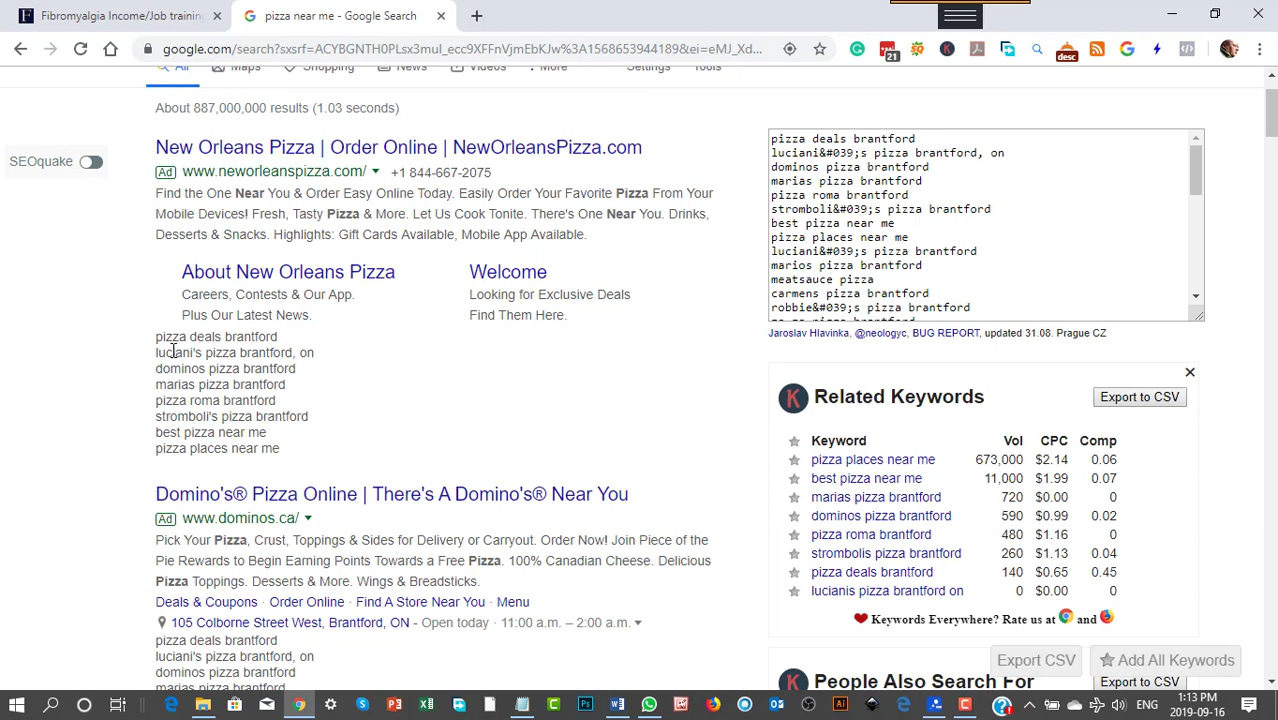 Fibromyalgia Income/Job training
pizza near me - Google Search
google.com/search?sxsrf=ACYBGNTH0PLsx3mul_ecc9XFFnVjmEbKJw%3A1568653944189&ei=eMJ_Xd...
21
desc
All
Maps
Shopping
News
Videos
More
Settings
Tools
About 887,000,000 results (1.03 seconds)
SEOquake
New Orleans Pizza | Order Online | NewOrleansPizza.com
Ad www.neworleanspizza.com/ +1 844-667-2075
Find the One Near You & Order Easy Online Today. Easily Order Your Favorite Pizza From Your
Mobile Devices! Fresh, Tasty Pizza & More. Let Us Cook Tonite. There's One Near You. Drinks,
Desserts & Snacks. Highlights: Gift Cards Available, Mobile App Available.
About New Orleans Pizza
Careers, Contests & Our App.
Plus Our Latest News.
Welcome
Looking for Exclusive Deals
Find Them Here.
pizza deals brantford
luciani's pizza brantford, on
dominos pizza brantford
marias pizza brantford
pizza roma brantford
stromboli's pizza brantford
best pizza near me
pizza places near me
Domino's® Pizza Online | There's A Domino's® Near You
Ad www.dominos.ca/
Pick Your Pizza, Crust, Toppings & Sides for Delivery or Carryout. Order Now! Join Piece of the
Pie Rewards to Begin Earning Points Towards a Free Pizza. 100% Canadian Cheese. Delicious
Pizza Toppings. Desserts & More. Wings & Breadsticks.
Deals & Coupons · Order Online · Find A Store Near You · Menu
105 Colborne Street West, Brantford, ON - Open today · 11:00 a.m. – 2:00 a.m.
pizza deals brantford
luciani's pizza brantford, on
dominos pizza brantford
marias pizza brantford
pizza deals brantford
luciani&#039;s pizza brantford, on
dominos pizza brantford
marias pizza brantford
pizza roma brantford
stromboli&#039;s pizza brantford
best pizza near me
pizza places near me
luciani&#039;s pizza brantford
marios pizza brantford
meatsauce pizza
carmens pizza brantford
robbie&#039;s pizza brantford
Jaroslav Hlavinka, @neologyc, BUG REPORT, updated 31.08. Prague CZ
K Related Keywords
Export to CSV
Keyword Vol CPC Comp
pizza places near me 673,000 $2.14 0.06
best pizza near me 11,000 $1.99 0.07
marias pizza brantford 720 $0.00 0
dominos pizza brantford 590 $0.99 0.02
pizza roma brantford 480 $1.16 0
strombolis pizza brantford 260 $1.13 0.04
pizza deals brantford 140 $0.65 0.45
lucianis pizza brantford on 0 $0.00 0
Keywords Everywhere? Rate us at and
Export CSV
Add All Keywords
K People Also Search For
Export to CSV
1:13 PM
2019-09-16